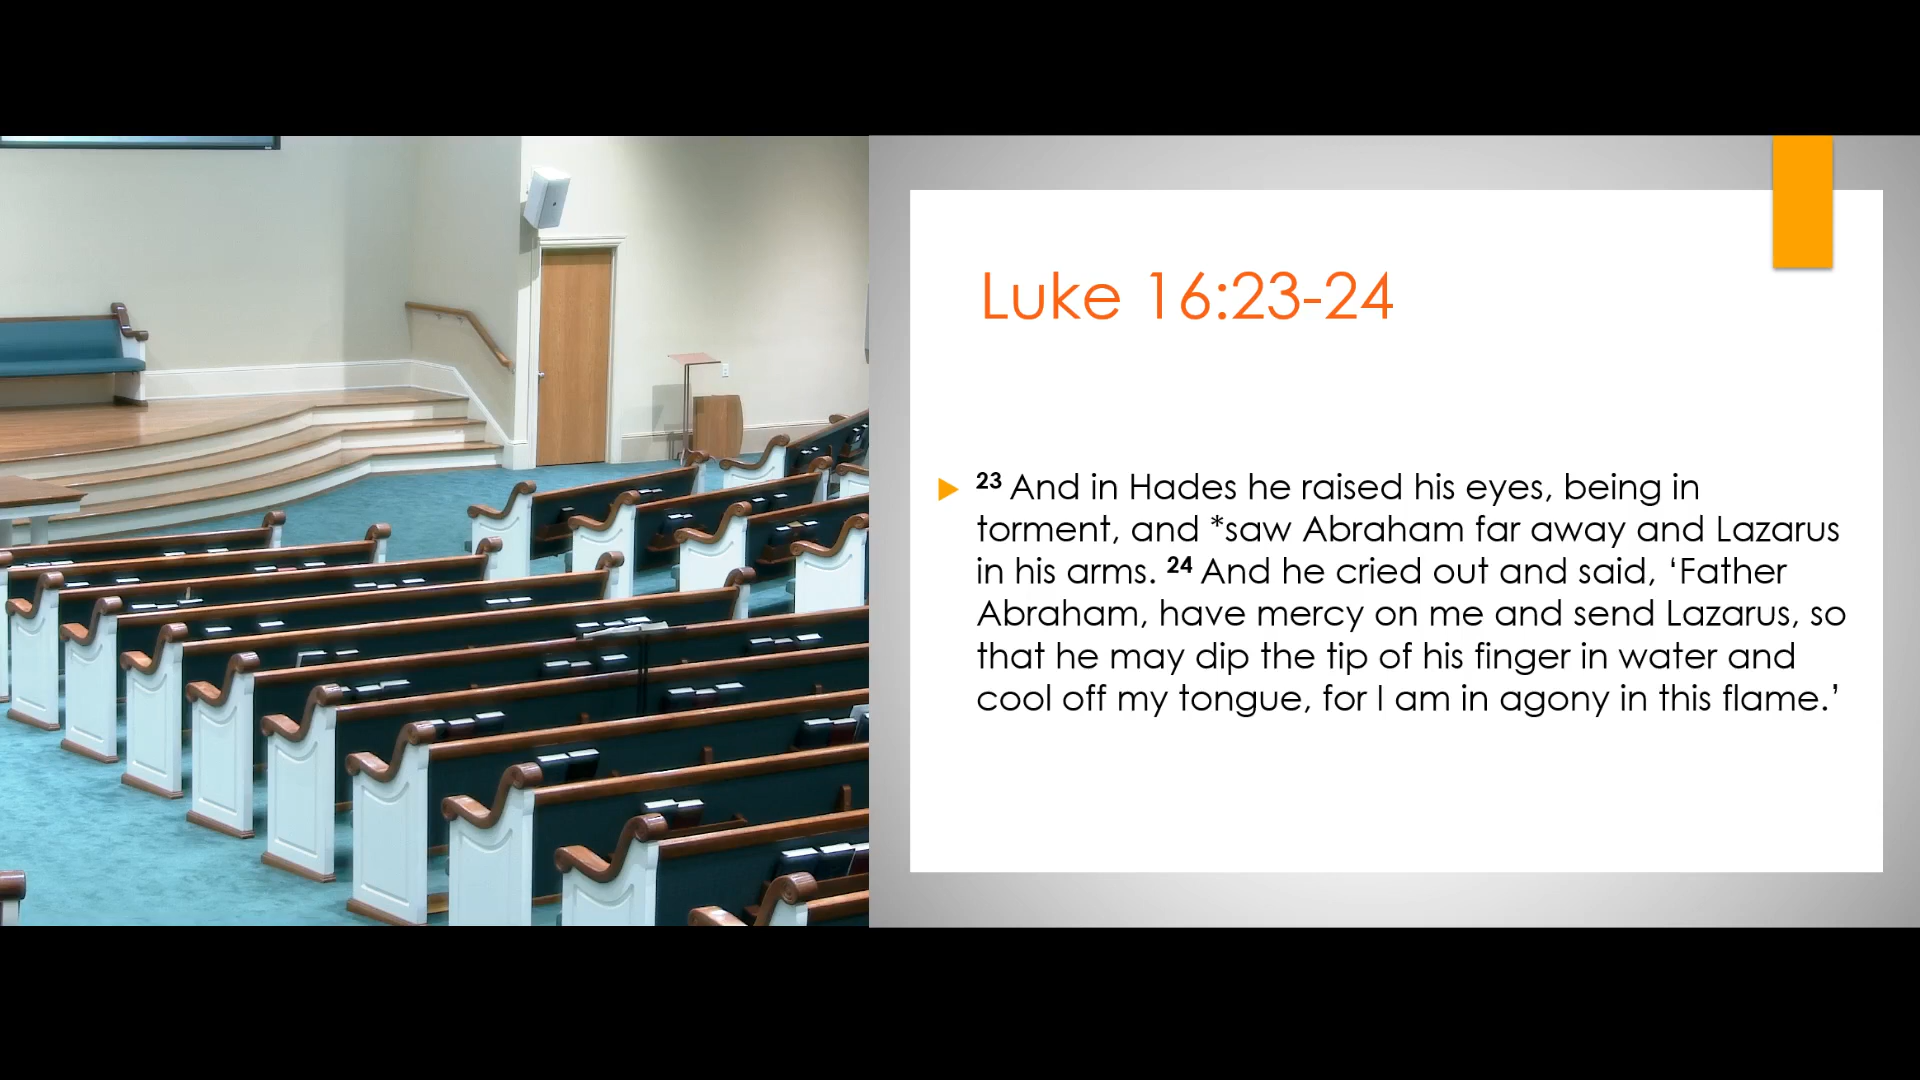 Luke 16:23-24
23 And in Hades he raised his eyes, being in
torment, and *saw Abraham far away and Lazarus
in his arms. 24 And he cried out and said, ‘Father
Abraham, have mercy on me and send Lazarus, so
that he may dip the tip of his finger in water and
cool off my tongue, for I am in agony in this flame.’